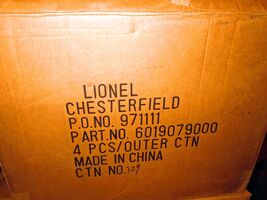 LIONEL
CHESTERFIELD
P.O.NO. 971111
PART.NO. 6019079000
4 PCS/OUTER CTN
MADE IN CHINA
CTN NO.